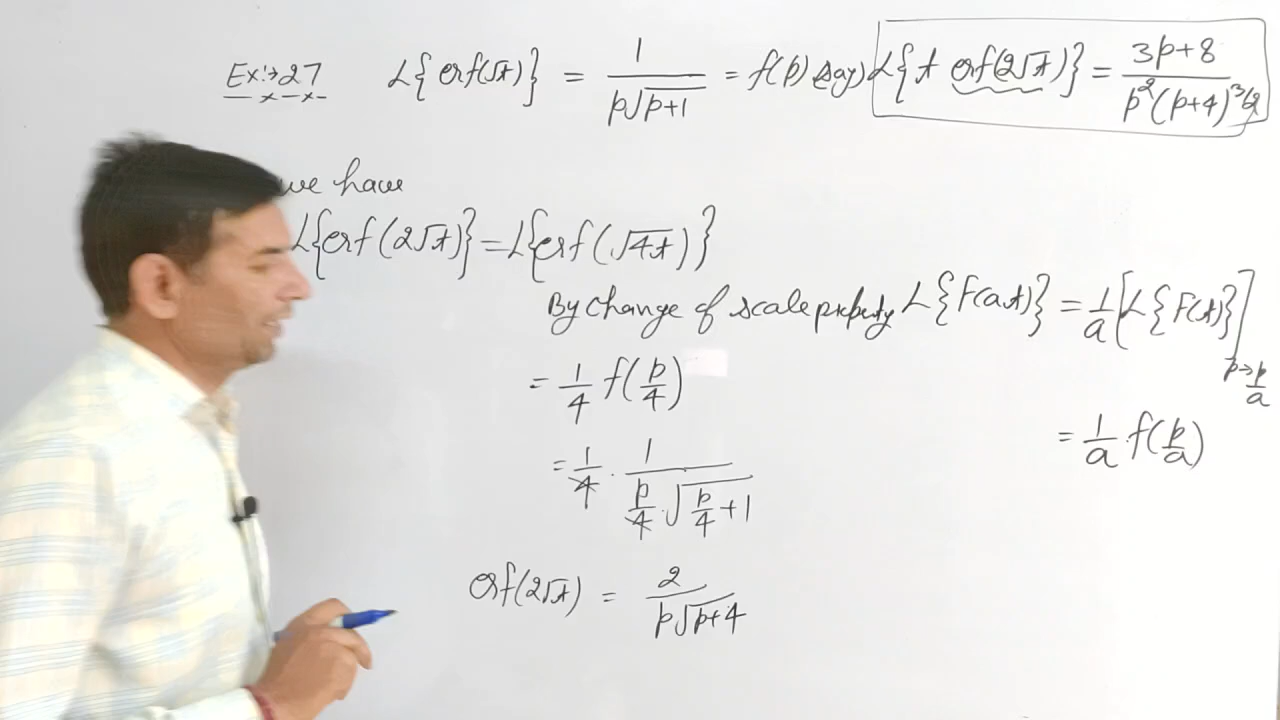 Ex:→27 L{erf(√t)} = 1/(p√(p+1)) = f(p) (say) L{t erf(2√t)} = (3p+8)/(p²(p+4)^3/2)
we have
L{erf(2√t)} = L{erf(√4t)}
By change of scale property L{F(at)} = 1/a [L{F(t)}] p→p/a
= 1/4 f(p/4)
= 1/a f(p/a)
= 1/4 · 1/(p/4 · √(p/4+1))
erf(2√t) = 2/(p√(p+4))